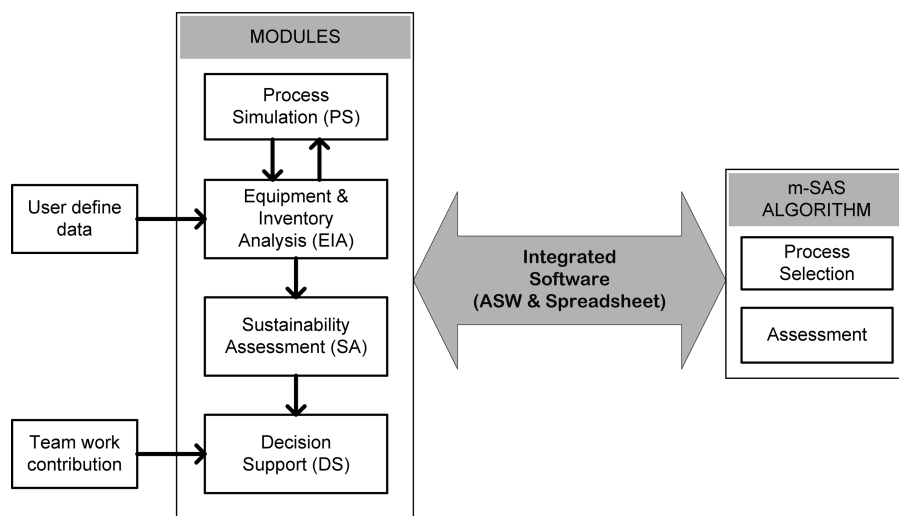 MODULES
Process
Simulation (PS)
User define
data
Equipment &
Inventory
Analysis (EIA)
Sustainability
Assessment (SA)
Team work
contribution
Decision
Support (DS)
Integrated
Software
(ASW & Spreadsheet)
m-SAS
ALGORITHM
Process
Selection
Assessment